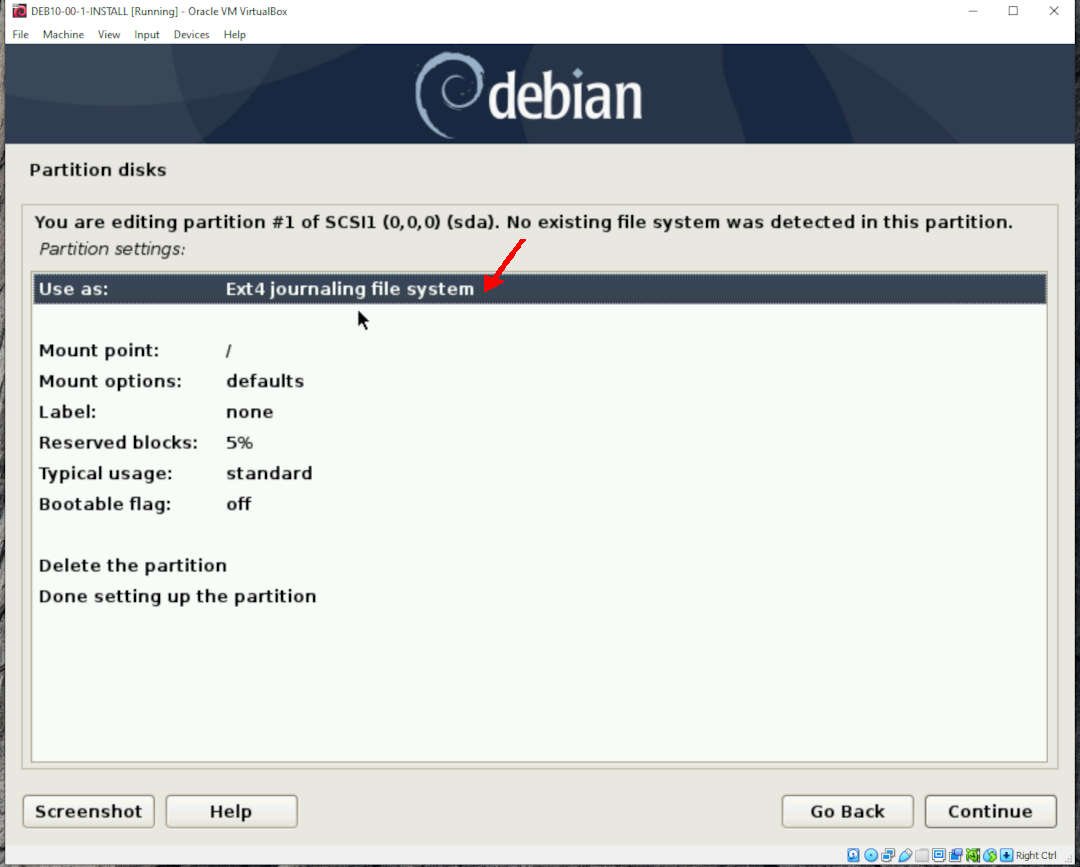 DEB10-00-1-INSTALL [Running] - Oracle VM VirtualBox
File Machine View Input Devices Help
debian
Partition disks
You are editing partition #1 of SCSI1 (0,0,0) (sda). No existing file system was detected in this partition.
Partition settings:
Use as: Ext4 journaling file system
Mount point: /
Mount options: defaults
Label: none
Reserved blocks: 5%
Typical usage: standard
Bootable flag: off
Delete the partition
Done setting up the partition
Screenshot Help Go Back Continue
Right Ctrl